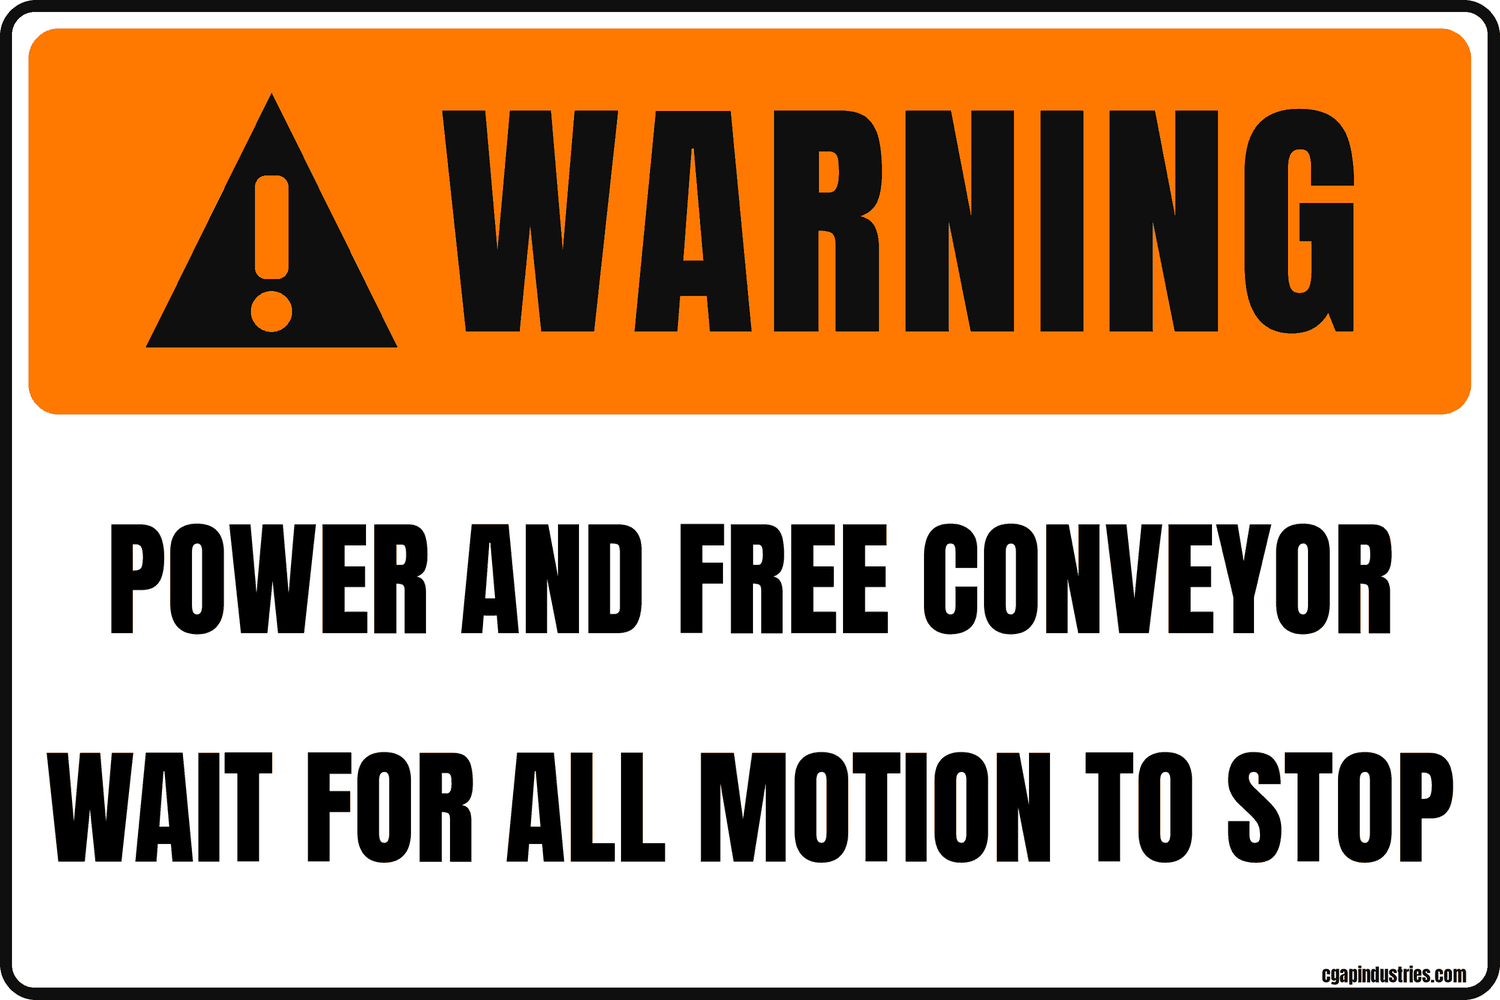 WARNING
POWER AND FREE CONVEYOR
WAIT FOR ALL MOTION TO STOP
cgapindustries.com